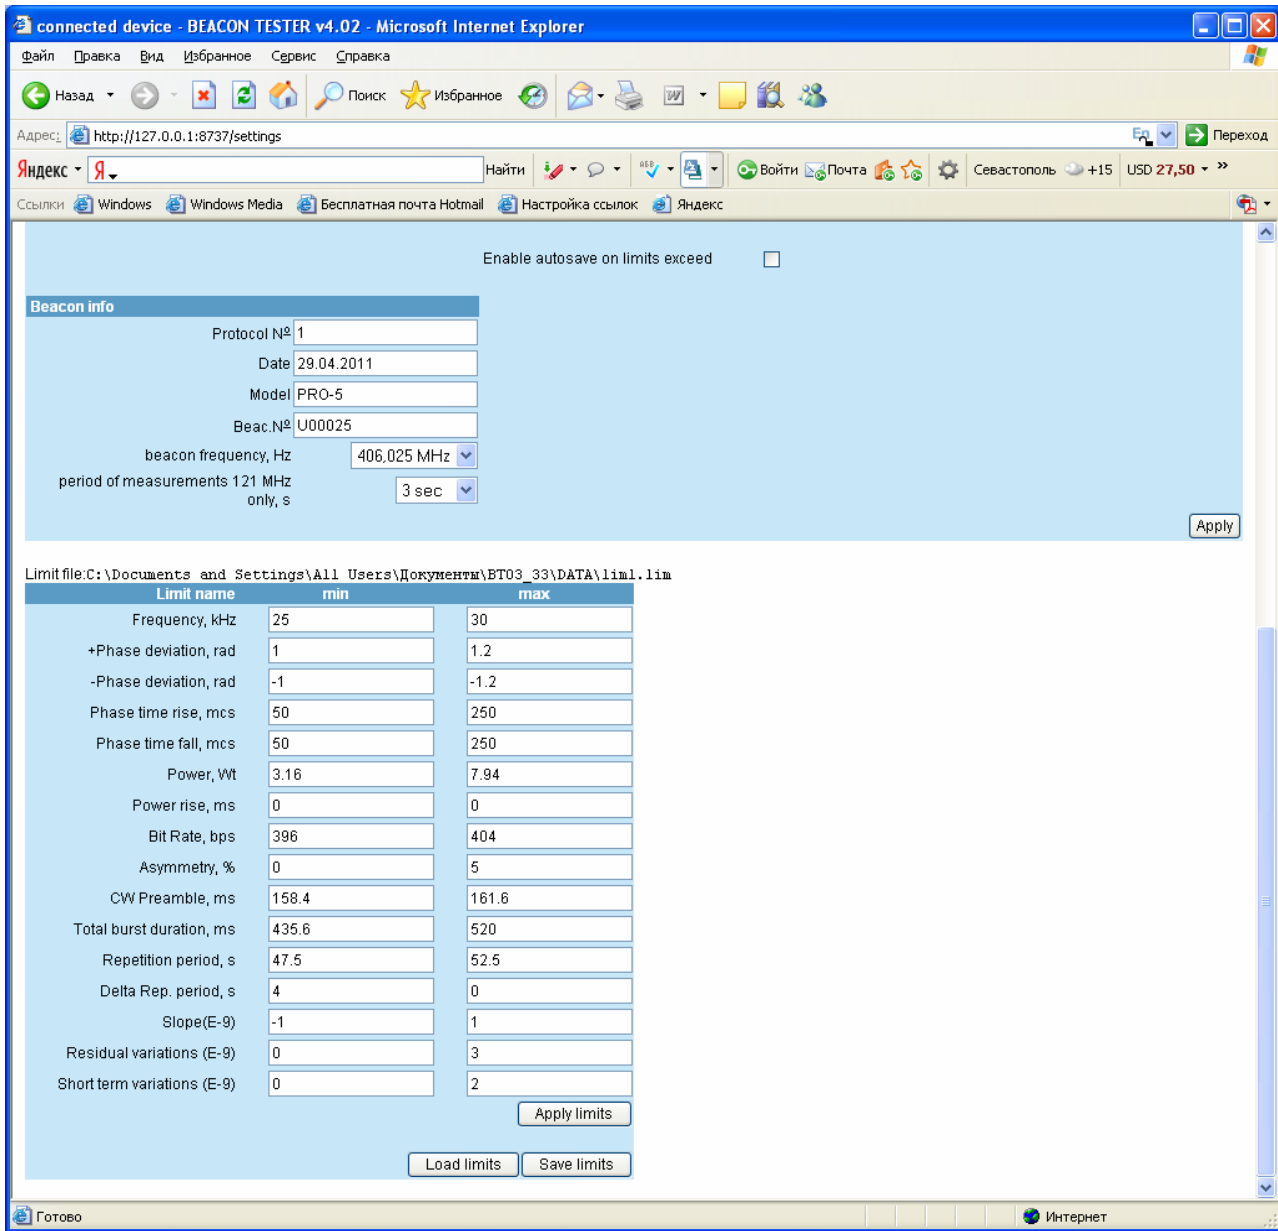 connected device - BEACON TESTER v4.02 - Microsoft Internet Explorer
Файл Правка Вид Избранное Сервис Справка
Назад Поиск Избранное
Адрес: http://127.0.0.1:8737/settings Переход
Яндекс Я Найти Войти Почта Севастополь +15 USD 27,50 »
Ссылки Windows Windows Media Бесплатная почта Hotmail Настройка ссылок Яндекс
Enable autosave on limits exceed
Beacon info
Protocol Nº 1
Date 29.04.2011
Model PRO-5
Beac.Nº U00025
beacon frequency, Hz 406,025 MHz
period of measurements 121 MHz
only, s 3 sec
Apply
Limit file:C:\Documents and Settings\All Users\Документы\BT03_33\DATA\lim1.lim
Limit name min max
Frequency, kHz 25 30
+Phase deviation, rad 1 1.2
-Phase deviation, rad -1 -1.2
Phase time rise, mcs 50 250
Phase time fall, mcs 50 250
Power, Wt 3.16 7.94
Power rise, ms 0 0
Bit Rate, bps 396 404
Asymmetry, % 0 5
CW Preamble, ms 158.4 161.6
Total burst duration, ms 435.6 520
Repetition period, s 47.5 52.5
Delta Rep. period, s 4 0
Slope(E-9) -1 1
Residual variations (E-9) 0 3
Short term variations (E-9) 0 2
Apply limits
Load limits Save limits
Готово Интернет